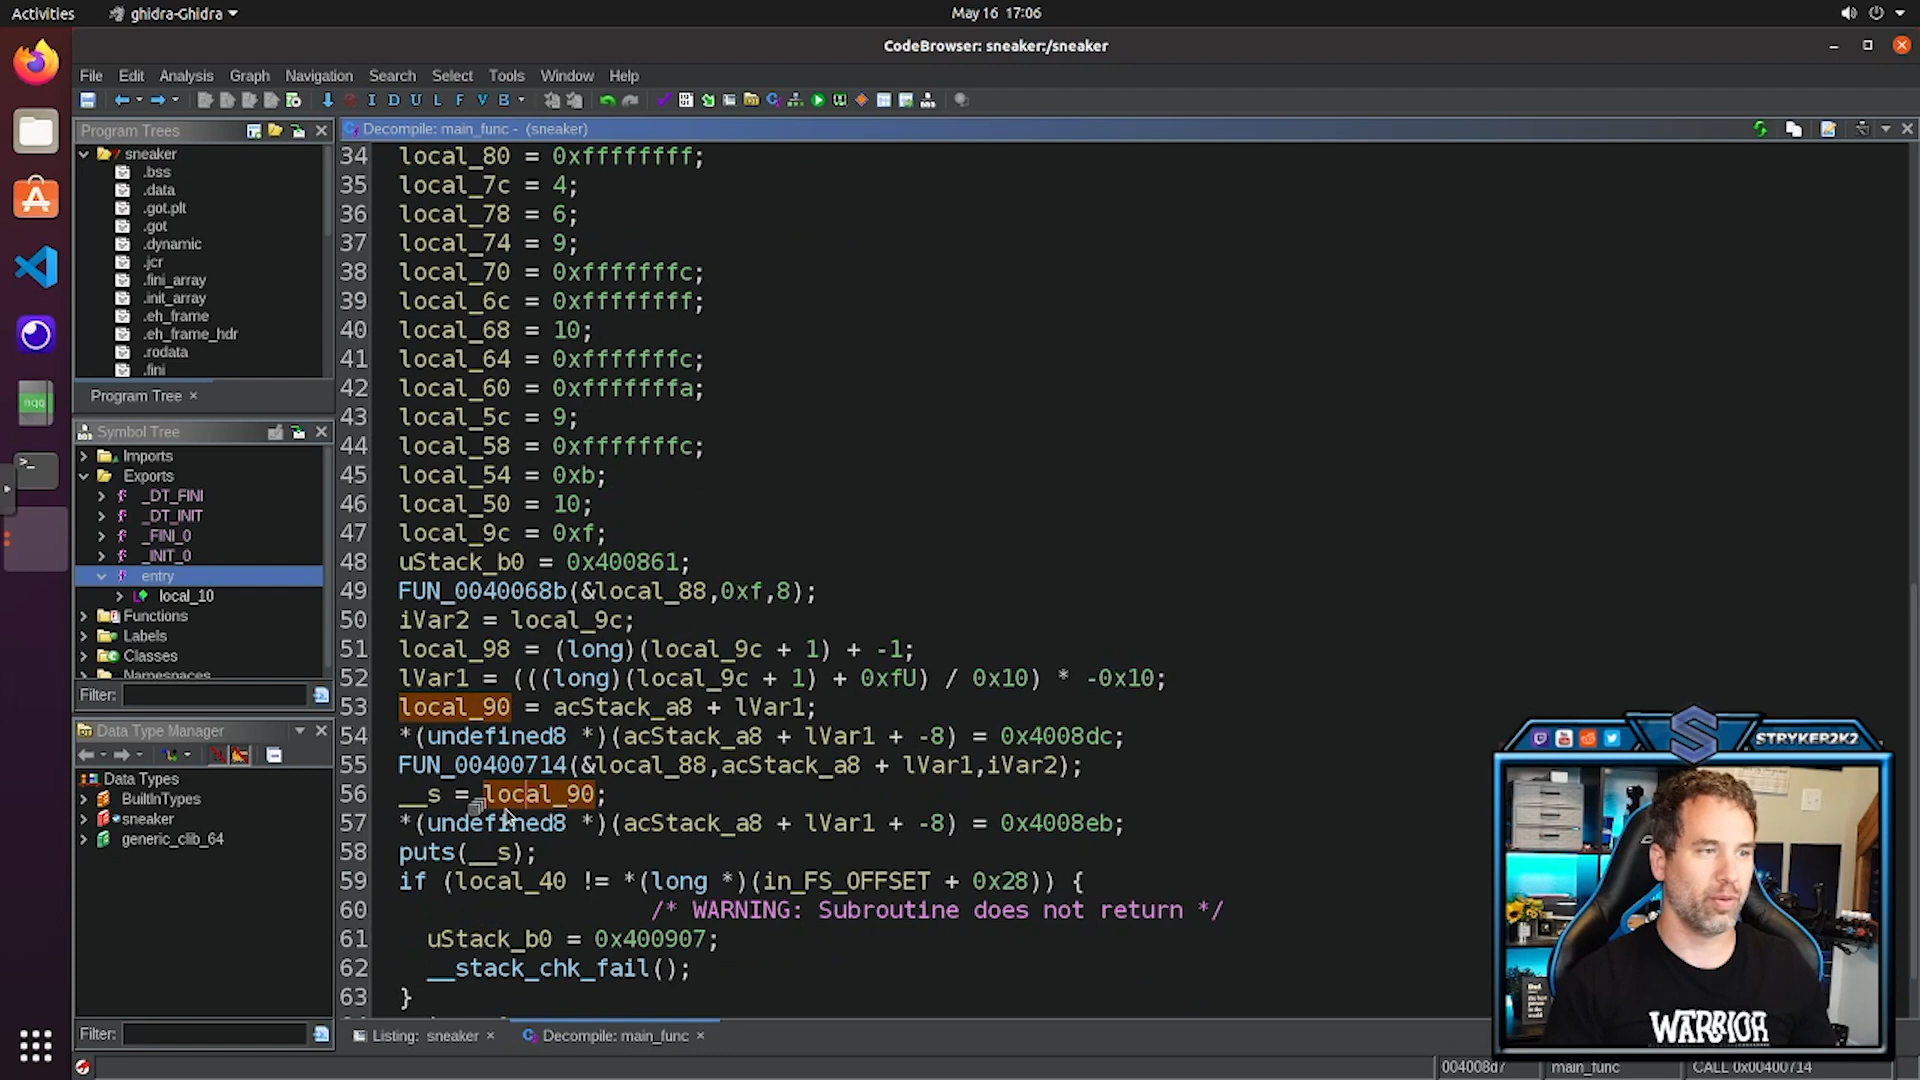 Activities
ghidra-Ghidra
May 16 17:06
CodeBrowser: sneaker:/sneaker
File Edit Analysis Graph Navigation Search Select Tools Window Help
I D U L F V B
Program Trees
sneaker
.bss
.data
.got.plt
.got
.dynamic
.jcr
.fini_array
.init_array
.eh_frame
.eh_frame_hdr
.rodata
.fini
Program Tree ×
Symbol Tree
Imports
Exports
_DT_FINI
_DT_INIT
_FINI_0
_INIT_0
entry
local_10
Functions
Labels
Classes
Namespaces
Filter:
Data Type Manager
Data Types
BuiltInTypes
sneaker
generic_clib_64
Filter:
Decompile: main_func - (sneaker)
34 local_80 = 0xffffffff;
35 local_7c = 4;
36 local_78 = 6;
37 local_74 = 9;
38 local_70 = 0xfffffffc;
39 local_6c = 0xffffffff;
40 local_68 = 10;
41 local_64 = 0xfffffffc;
42 local_60 = 0xfffffffa;
43 local_5c = 9;
44 local_58 = 0xfffffffc;
45 local_54 = 0xb;
46 local_50 = 10;
47 local_9c = 0xf;
48 uStack_b0 = 0x400861;
49 FUN_0040068b(&local_88,0xf,8);
50 iVar2 = local_9c;
51 local_98 = (long)(local_9c + 1) + -1;
52 lVar1 = (((long)(local_9c + 1) + 0xfU) / 0x10) * -0x10;
53 local_90 = acStack_a8 + lVar1;
54 *(undefined8 *)(acStack_a8 + lVar1 + -8) = 0x4008dc;
55 FUN_00400714(&local_88,acStack_a8 + lVar1,iVar2);
56 __s = local_90;
57 *(undefined8 *)(acStack_a8 + lVar1 + -8) = 0x4008eb;
58 puts(__s);
59 if (local_40 != *(long *)(in_FS_OFFSET + 0x28)) {
60 /* WARNING: Subroutine does not return */
61 uStack_b0 = 0x400907;
62 __stack_chk_fail();
63 }
Listing: sneaker ×
Decompile: main_func ×
004008d7
main_func
CALL 0x00400714
STRYKER2K2
WARRIOR